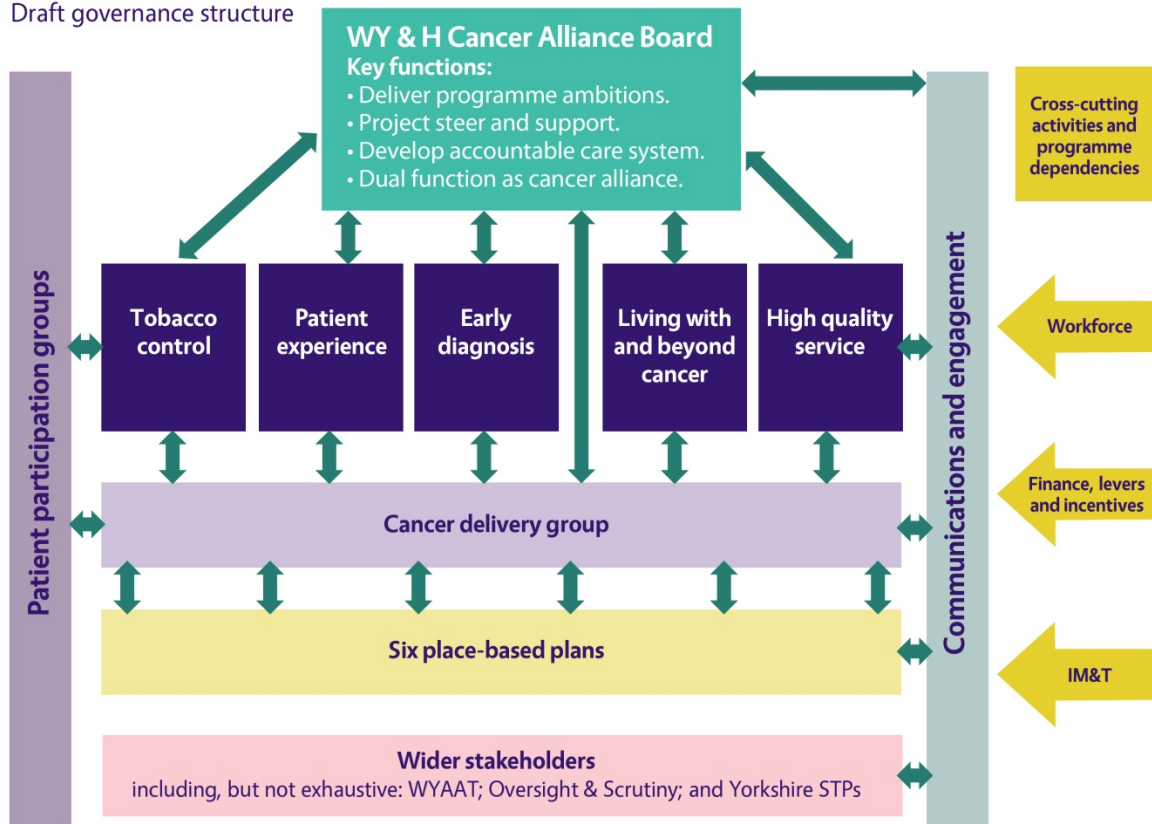 Draft governance structure
WY & H Cancer Alliance Board
Key functions:
• Deliver programme ambitions.
• Project steer and support.
• Develop accountable care system.
• Dual function as cancer alliance.
Patient participation groups
Tobacco
control
Patient
experience
Early
diagnosis
Living with
and beyond
cancer
High quality
service
Cancer delivery group
Six place-based plans
Wider stakeholders
including, but not exhaustive: WYAAT; Oversight & Scrutiny; and Yorkshire STPs
Communications and engagement
Cross-cutting
activities and
programme
dependencies
Workforce
Finance, levers
and incentives
IM&T